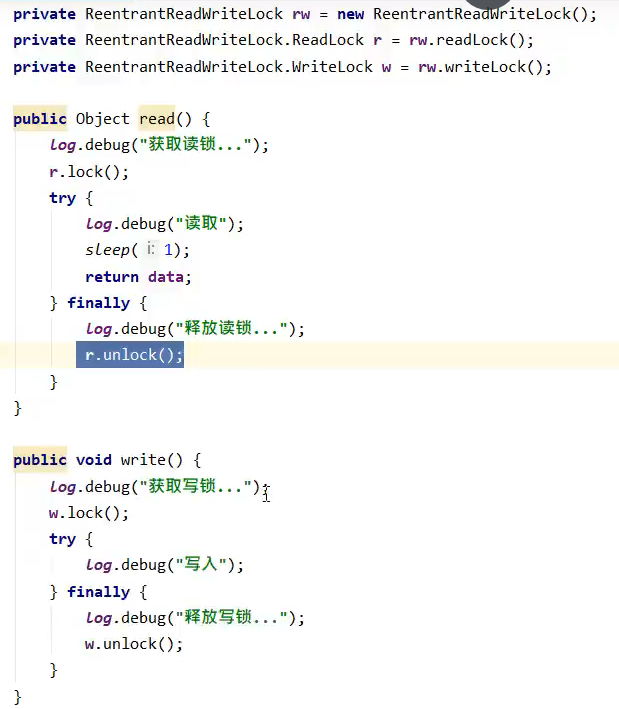 private ReentrantReadWriteLock rw = new ReentrantReadWriteLock();
private ReentrantReadWriteLock.ReadLock r = rw.readLock();
private ReentrantReadWriteLock.WriteLock w = rw.writeLock();
public Object read() {
log.debug("获取读锁...");
r.lock();
try {
log.debug("读取");
sleep( i: 1);
return data;
} finally {
log.debug("释放读锁...");
r.unlock();
}
}
public void write() {
log.debug("获取写锁...");
w.lock();
try {
log.debug("写入");
} finally {
log.debug("释放写锁...");
w.unlock();
}
}